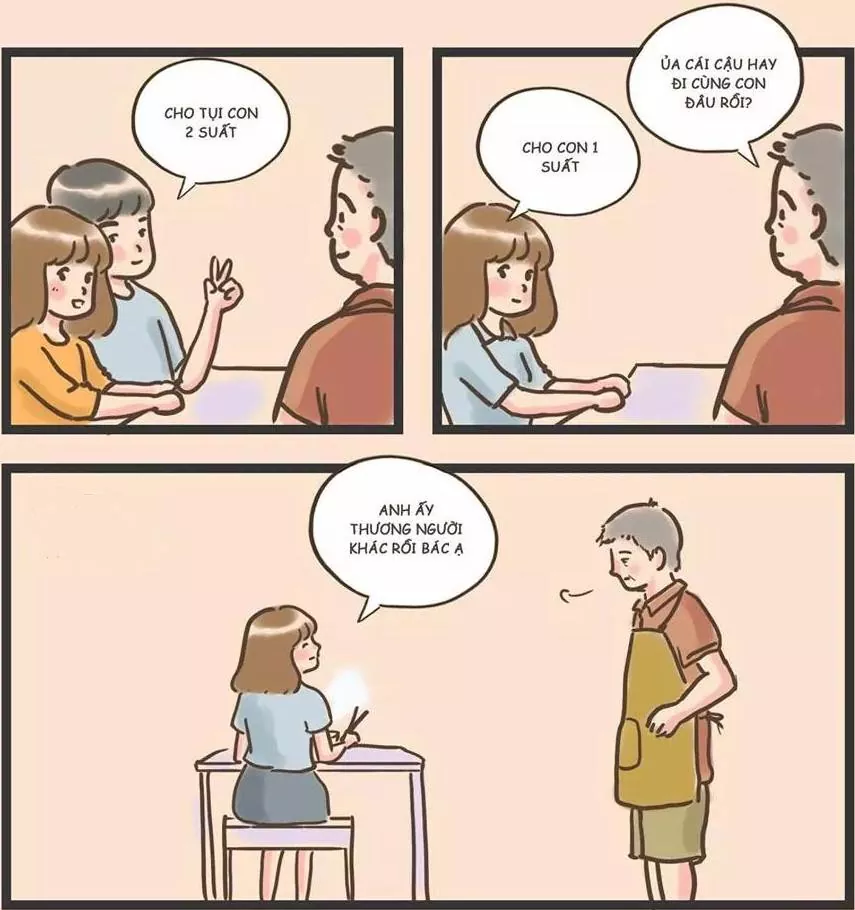 CHO TỤI CON
2 SUẤT
CHO CON 1
SUẤT
ỦA CÁI CẬU HAY
ĐI CÙNG CON
ĐÂU RỒI?
ANH ẤY
THƯƠNG NGƯỜI
KHÁC RỒI BÁC Ạ